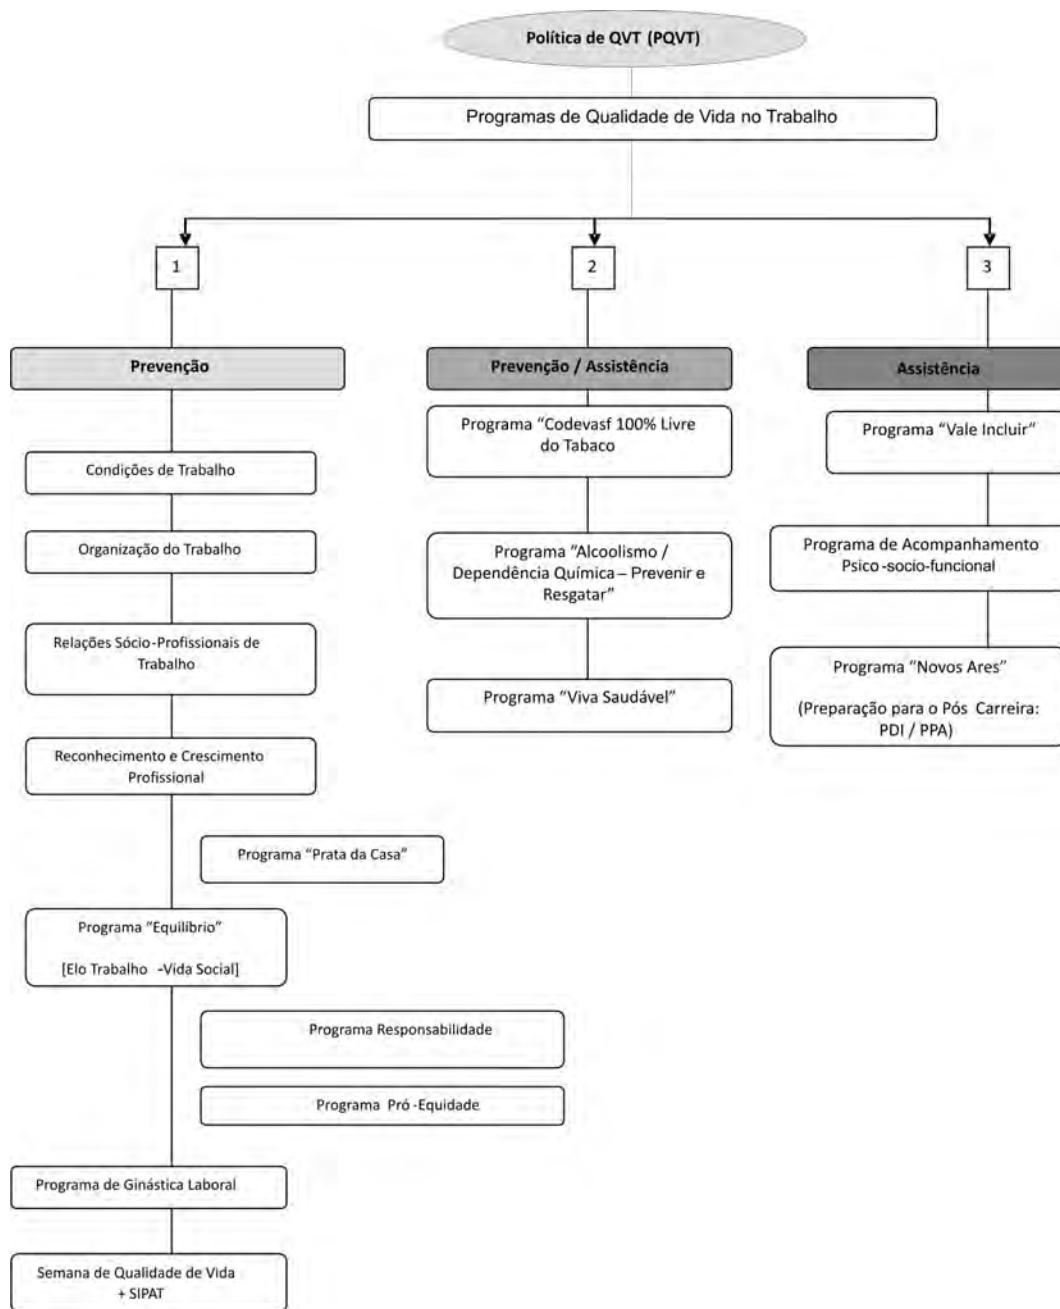 Política de QVT (PQVT)
Programas de Qualidade de Vida no Trabalho
1
2
3
Prevenção
Condições de Trabalho
Organização do Trabalho
Relações Sócio-Profissionais de
Trabalho
Reconhecimento e Crescimento
Profissional
Programa “Prata da Casa”
Programa “Equilíbrio”
[Elo Trabalho -Vida Social]
Programa Responsabilidade
Programa Pró-Equidade
Programa de Ginástica Laboral
Semana de Qualidade de Vida
+ SIPAT
Prevenção / Assistência
Programa “Codevasf 100% Livre
do Tabaco
Programa “Alcoolismo /
Dependência Química – Prevenir e
Resgatar”
Programa “Viva Saudável”
Assistência
Programa “Vale Incluir”
Programa de Acompanhamento
Psico-socio-funcional
Programa “Novos Ares”
(Preparação para o Pós Carreira:
PDI / PPA)